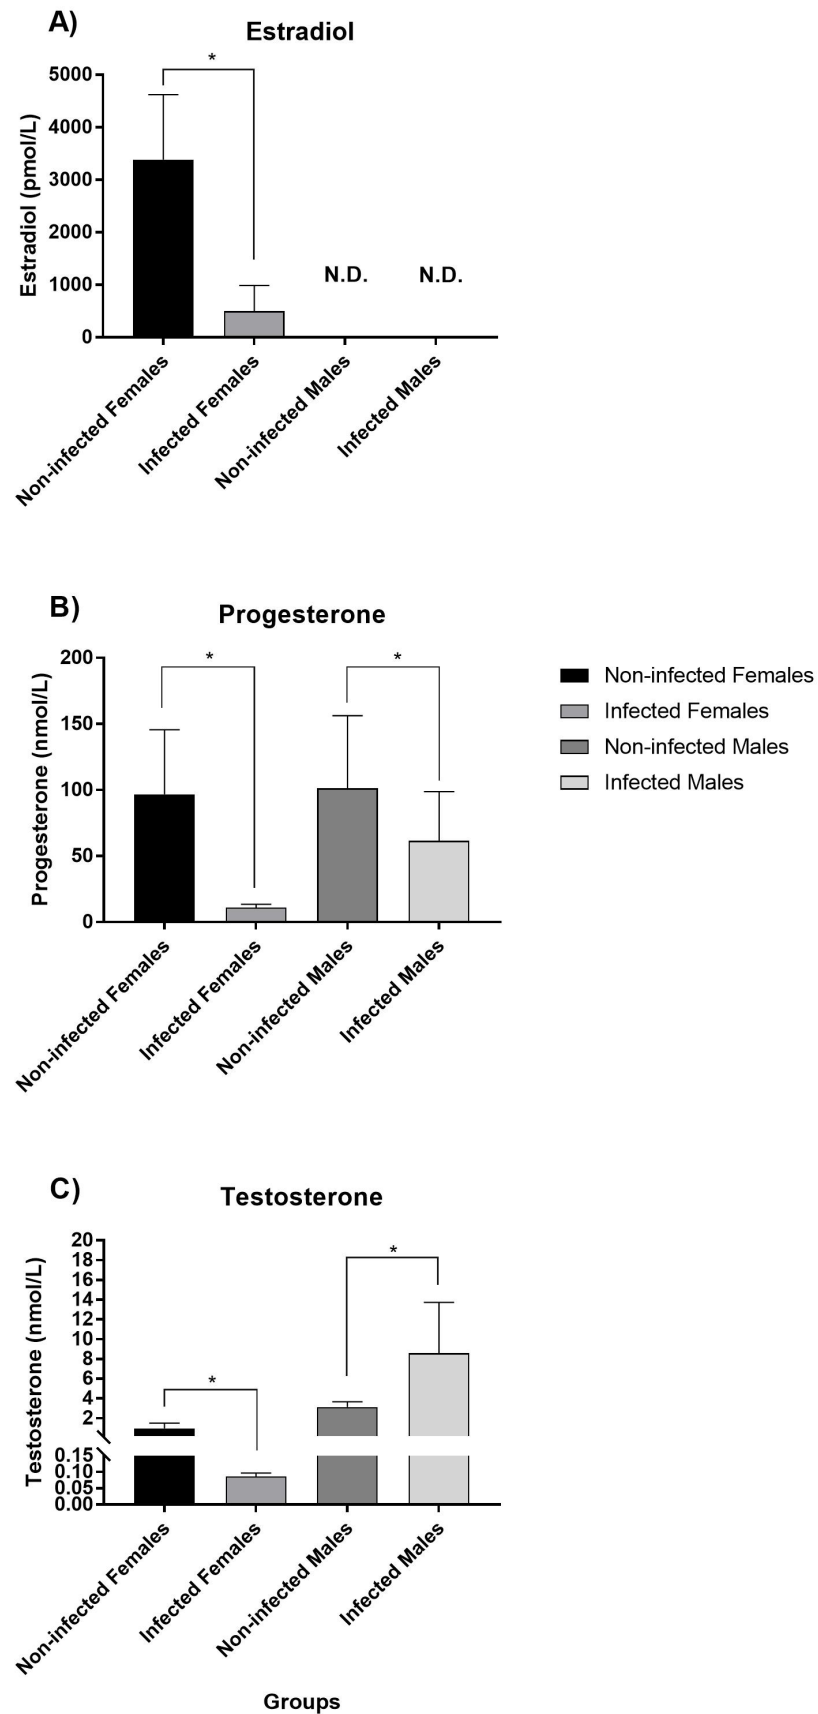 A)
Estradiol
*
Estradiol (pmol/L)
5000
4000
3000
2000
1000
0
N.D.
N.D.
Non-infected Females
Infected Females
Non-infected Males
Infected Males
B)
Progesterone
*
*
Progesterone (nmol/L)
200
150
100
50
0
Non-infected Females
Infected Females
Non-infected Males
Infected Males
Non-infected Females
Infected Females
Non-infected Males
Infected Males
C)
Testosterone
*
*
Testosterone (nmol/L)
20
18
16
14
12
10
8
6
4
2
0.15
0.10
0.05
0.00
Non-infected Females
Infected Females
Non-infected Males
Infected Males
Groups